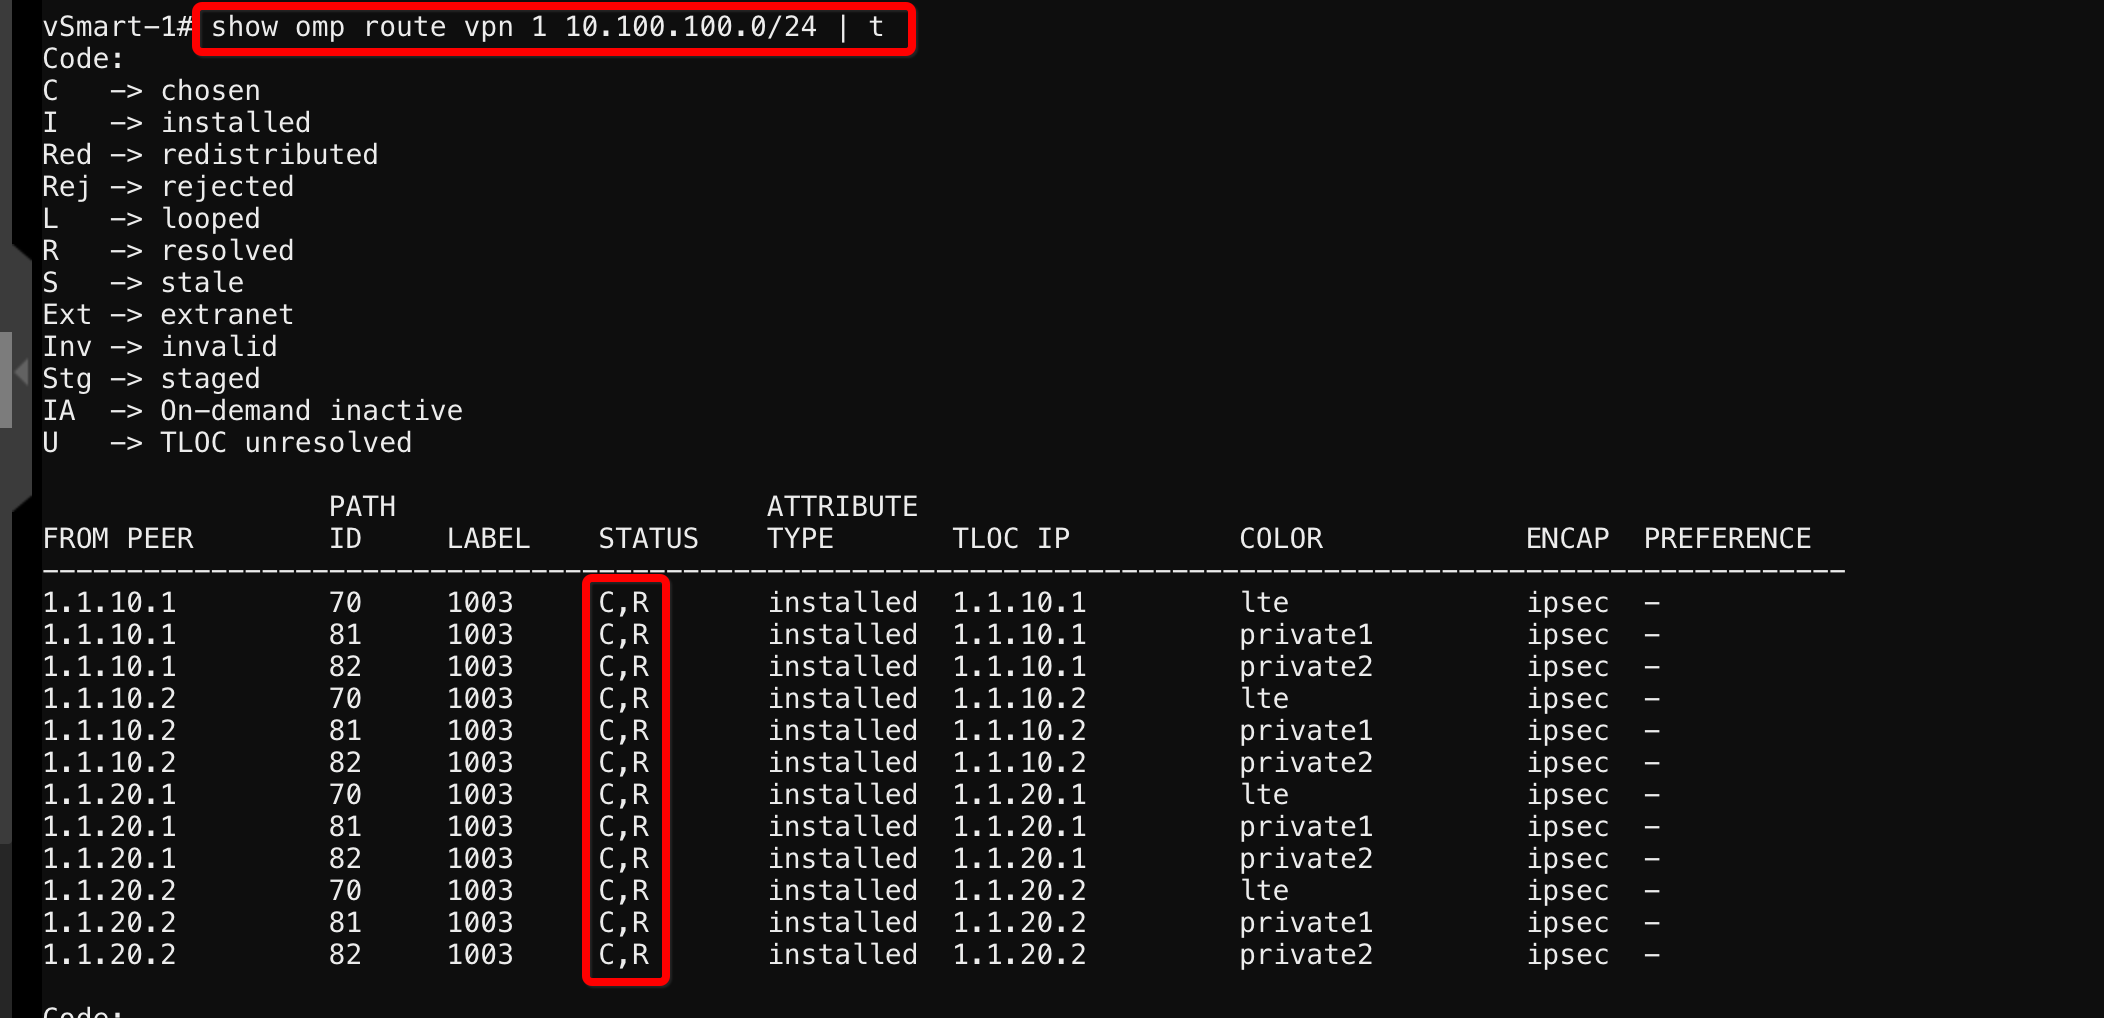 vSmart-1# show omp route vpn 1 10.100.100.0/24 | t
Code:
C   -> chosen
I   -> installed
Red -> redistributed
Rej -> rejected
L   -> looped
R   -> resolved
S   -> stale
Ext -> extranet
Inv -> invalid
Stg -> staged
IA  -> On-demand inactive
U   -> TLOC unresolved
                 PATH                      ATTRIBUTE
FROM PEER        ID     LABEL    STATUS    TYPE       TLOC IP          COLOR            ENCAP  PREFERENCE
-----------------------------------------------------------------------------------------------------------
1.1.10.1         70     1003     C,R       installed  1.1.10.1         lte              ipsec  -
1.1.10.1         81     1003     C,R       installed  1.1.10.1         private1         ipsec  -
1.1.10.1         82     1003     C,R       installed  1.1.10.1         private2         ipsec  -
1.1.10.2         70     1003     C,R       installed  1.1.10.2         lte              ipsec  -
1.1.10.2         81     1003     C,R       installed  1.1.10.2         private1         ipsec  -
1.1.10.2         82     1003     C,R       installed  1.1.10.2         private2         ipsec  -
1.1.20.1         70     1003     C,R       installed  1.1.20.1         lte              ipsec  -
1.1.20.1         81     1003     C,R       installed  1.1.20.1         private1         ipsec  -
1.1.20.1         82     1003     C,R       installed  1.1.20.1         private2         ipsec  -
1.1.20.2         70     1003     C,R       installed  1.1.20.2         lte              ipsec  -
1.1.20.2         81     1003     C,R       installed  1.1.20.2         private1         ipsec  -
1.1.20.2         82     1003     C,R       installed  1.1.20.2         private2         ipsec  -
Code: